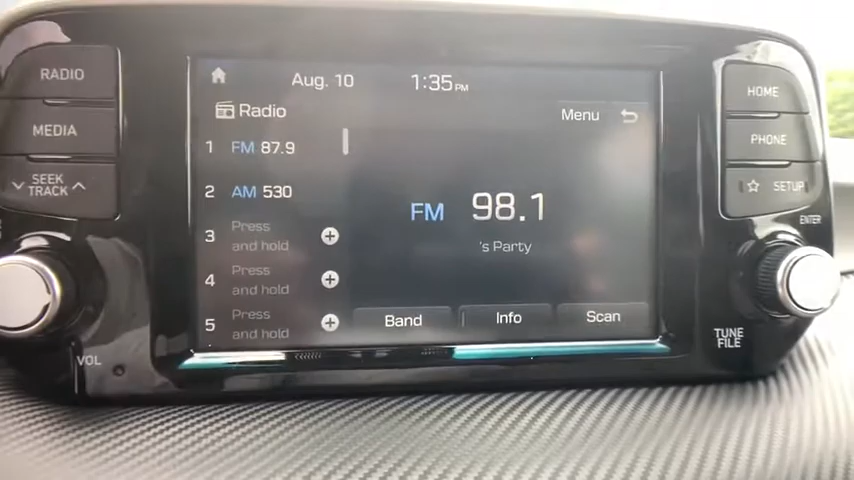 RADIO
MEDIA
SEEK
TRACK
VOL
Aug. 10 1:35 PM
Radio
Menu
1 FM 87.9
2 AM 530
3 Press
and hold
4 Press
and hold
5 Press
and hold
FM 98.1
's Party
Band Info Scan
HOME
PHONE
SETUP
ENTER
TUNE
FILE